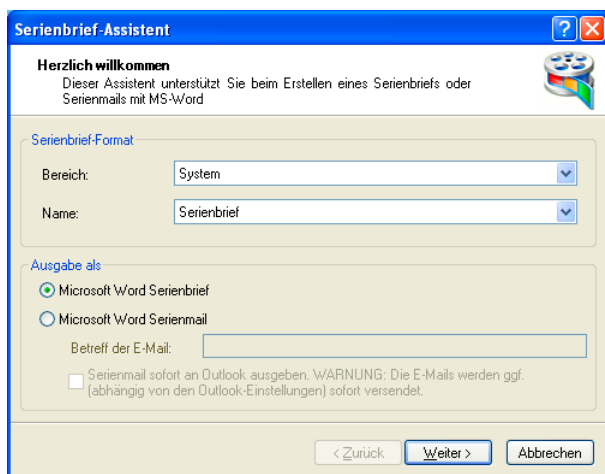 Serienbrief-Assistent
Herzlich willkommen
Dieser Assistent unterstützt Sie beim Erstellen eines Serienbriefs oder
Serienmails mit MS-Word
Serienbrief-Format
Bereich: System
Name: Serienbrief
Ausgabe als
Microsoft Word Serienbrief
Microsoft Word Serienmail
Betreff der E-Mail:
Serienmail sofort an Outlook ausgeben. WARNUNG: Die E-Mails werden ggf.
(abhängig von den Outlook-Einstellungen) sofort versendet.
< Zurück Weiter > Abbrechen